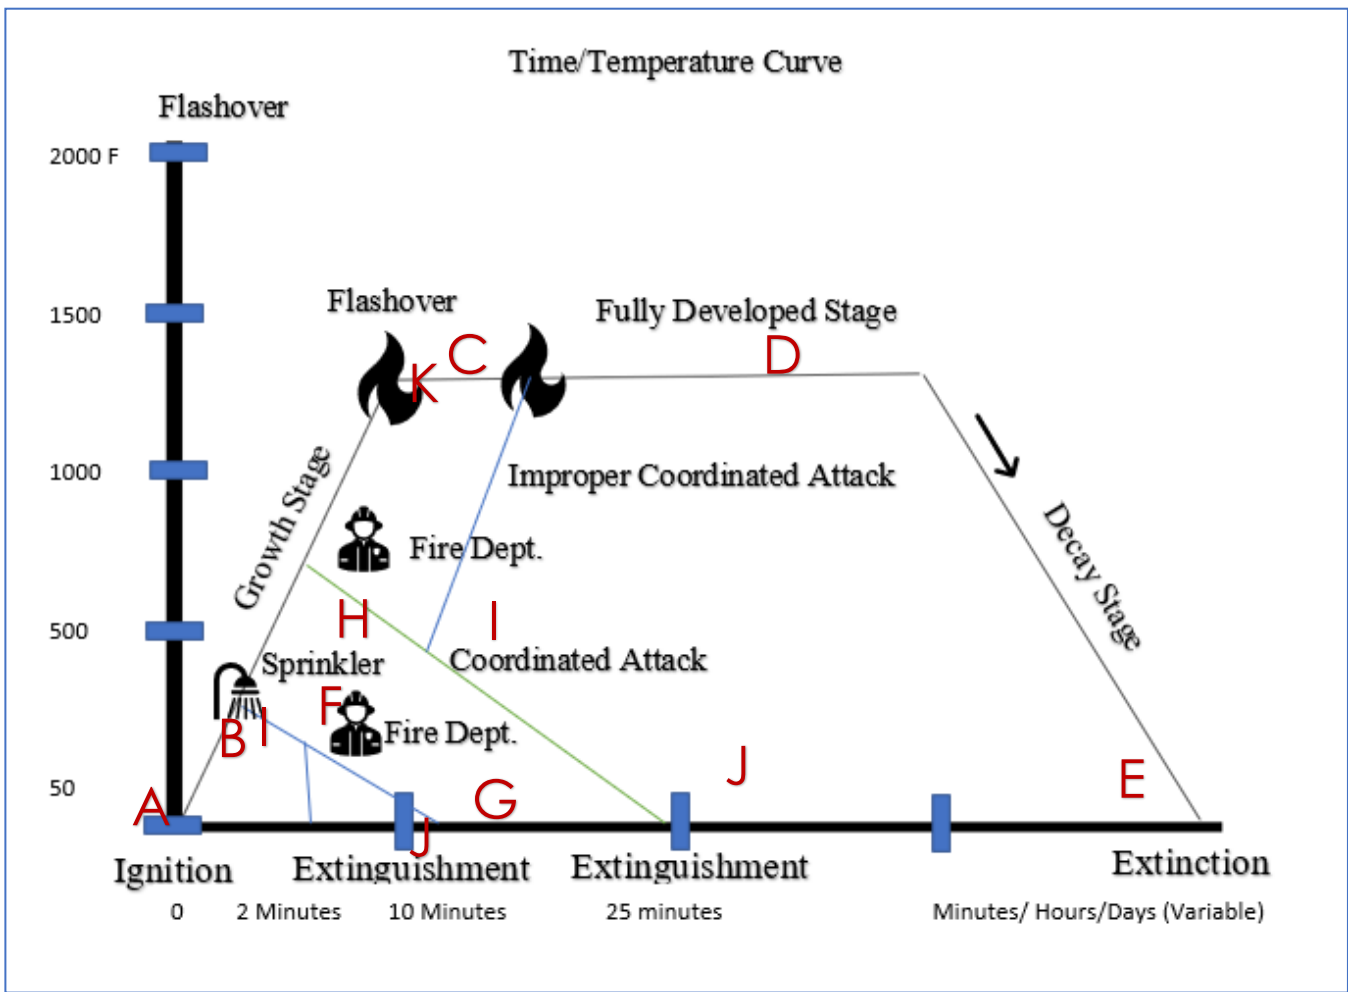 Time/Temperature Curve
Flashover
2000 F
1500
Flashover
Fully Developed Stage
C
D
K
1000
Improper Coordinated Attack
Growth Stage
Fire Dept.
Decay Stage
500
H
I
Sprinkler
Coordinated Attack
F
B
I
Fire Dept.
50
J
E
A
G
J
Ignition
Extinguishment
Extinguishment
Extinction
0
2 Minutes
10 Minutes
25 minutes
Minutes/ Hours/Days (Variable)